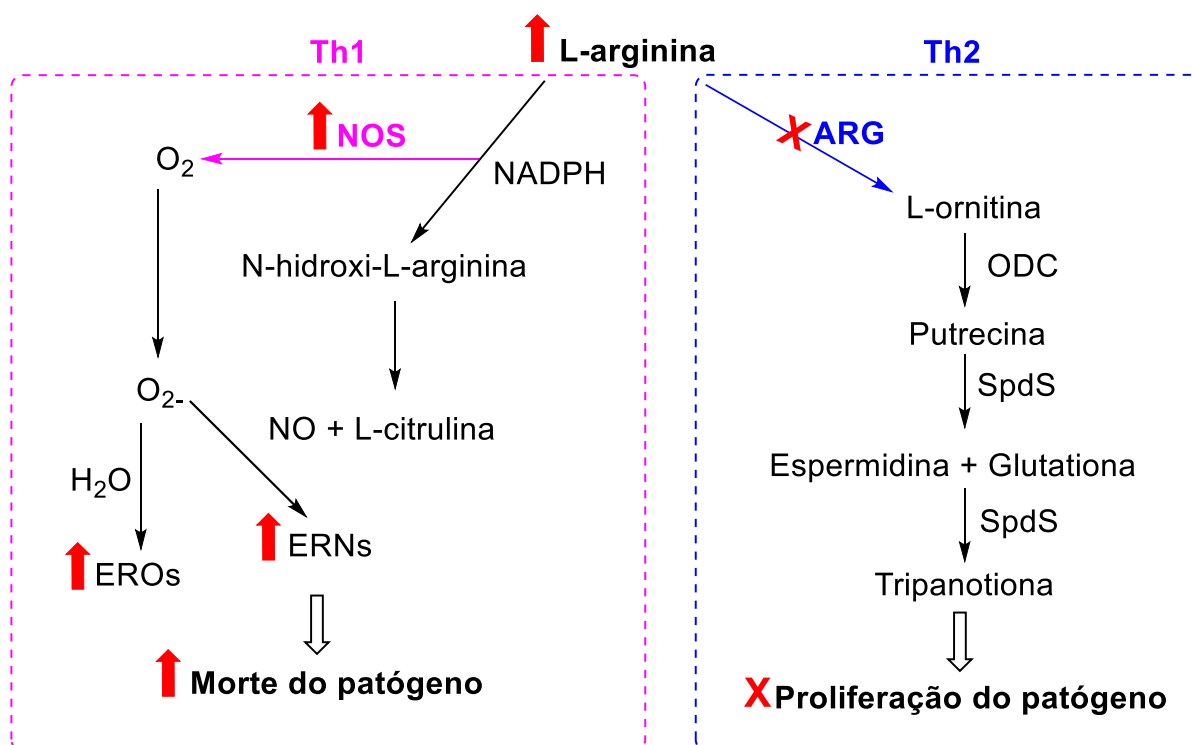 Th1
L-arginina
Th2
NOS
X ARG
O2
NADPH
L-ornitina
N-hidroxi-L-arginina
ODC
Putrecina
O2-
SpdS
NO + L-citrulina
Espermidina + Glutationa
H2O
SpdS
ERNs
EROs
Tripanotiona
Morte do patógeno
X Proliferação do patógeno